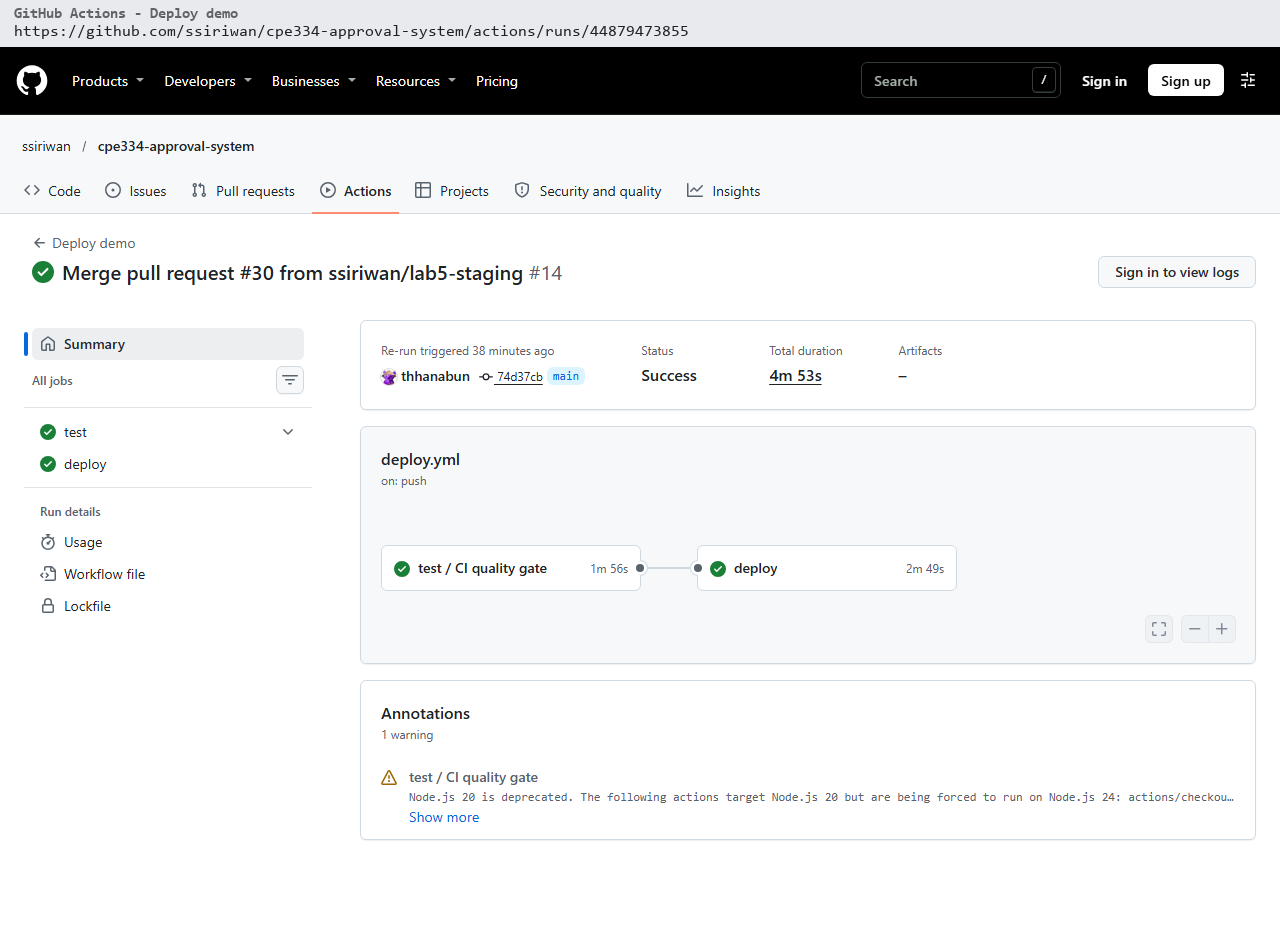 GitHub Actions - Deploy demo
https://github.com/ssiriwan/cpe334-approval-system/actions/runs/44879473855
Products Developers Businesses Resources Pricing Search / Sign in Sign up
ssiriwan / cpe334-approval-system
Code Issues Pull requests Actions Projects Security and quality Insights
Deploy demo
Merge pull request #30 from ssiriwan/lab5-staging #14
Sign in to view logs
Summary
All jobs
test
deploy
Run details
Usage
Workflow file
Lockfile
Re-run triggered 38 minutes ago Status Total duration Artifacts
thhanabun 74d37cb main Success 4m 53s –
deploy.yml
on: push
test / CI quality gate 1m 56s deploy 2m 49s
Annotations
1 warning
test / CI quality gate
Node.js 20 is deprecated. The following actions target Node.js 20 but are being forced to run on Node.js 24: actions/checkou…
Show more